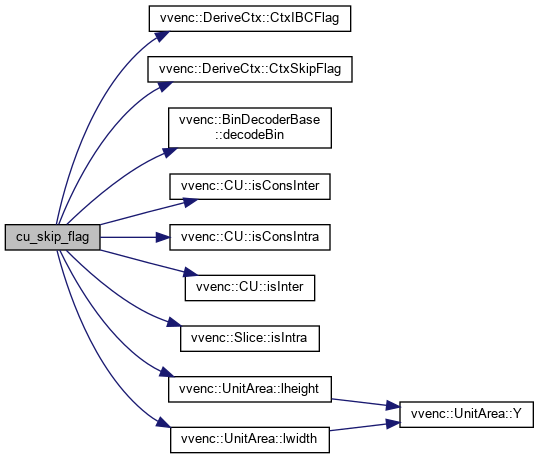 vvenc::DeriveCtx::CtxIBCFlag
vvenc::DeriveCtx::CtxSkipFlag
vvenc::BinDecoderBase
::decodeBin
vvenc::CU::isConsInter
cu_skip_flag
vvenc::CU::isConsIntra
vvenc::CU::isInter
vvenc::Slice::isIntra
vvenc::UnitArea::lheight
vvenc::UnitArea::Y
vvenc::UnitArea::lwidth